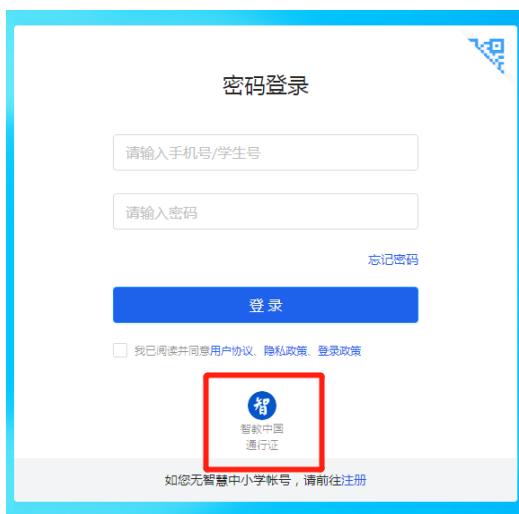 密码登录
请输入手机号/学生号
请输入密码
忘记密码
登录
我已阅读并同意用户协议、隐私政策、登录政策
智
智教中国
通行证
如您无智慧中小学帐号，请前往注册